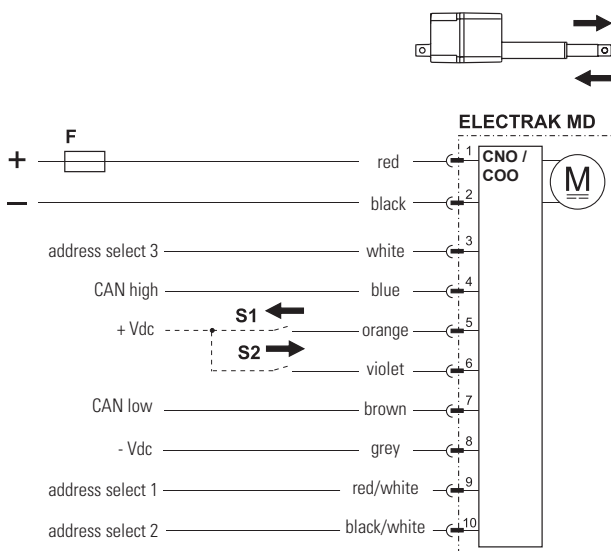 ELECTRAK MD
F
+ red 1 CNO /
COO
M
− black 2
address select 3 white 3
CAN high blue 4
S1
+ Vdc orange 5
S2
violet 6
CAN low brown 7
- Vdc grey 8
address select 1 red/white 9
address select 2 black/white 10